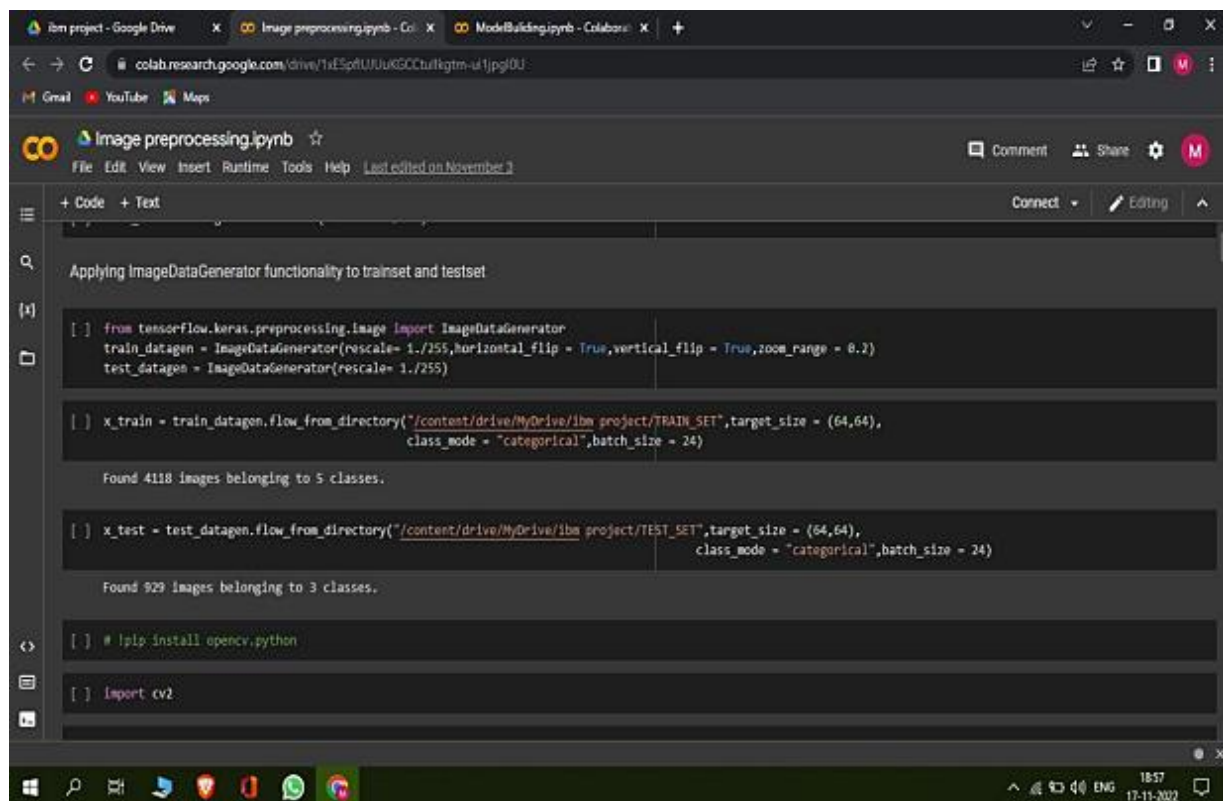 ibm project - Google Drive
Image preprocessing.ipynb - Col
ModelBuliding.ipynb - Colabora
colab.research.google.com/drive/
Gmail YouTube Maps
Image preprocessing.ipynb
Comment Share M
File Edit View Insert Runtime Tools Help Last edited on November 3
+ Code + Text
Connect Editing
Applying ImageDataGenerator functionality to trainset and testset
[ ] from tensorflow.keras.preprocessing.image import ImageDataGenerator
train_datagen = ImageDataGenerator(rescale= 1./255,horizontal_flip = True,vertical_flip = True,zoom_range = 0.2)
test_datagen = ImageDataGenerator(rescale= 1./255)
[ ] x_train = train_datagen.flow_from_directory("/content/drive/MyDrive/ibm project/TRAIN_SET",target_size = (64,64),
class_mode = "categorical",batch_size = 24)
Found 4118 images belonging to 5 classes.
[ ] x_test = test_datagen.flow_from_directory("/content/drive/MyDrive/ibm project/TEST_SET",target_size = (64,64),
class_mode = "categorical",batch_size = 24)
Found 929 images belonging to 3 classes.
[ ] # !pip install opencv.python
[ ] import cv2
ENG
18:57
17-11-2022